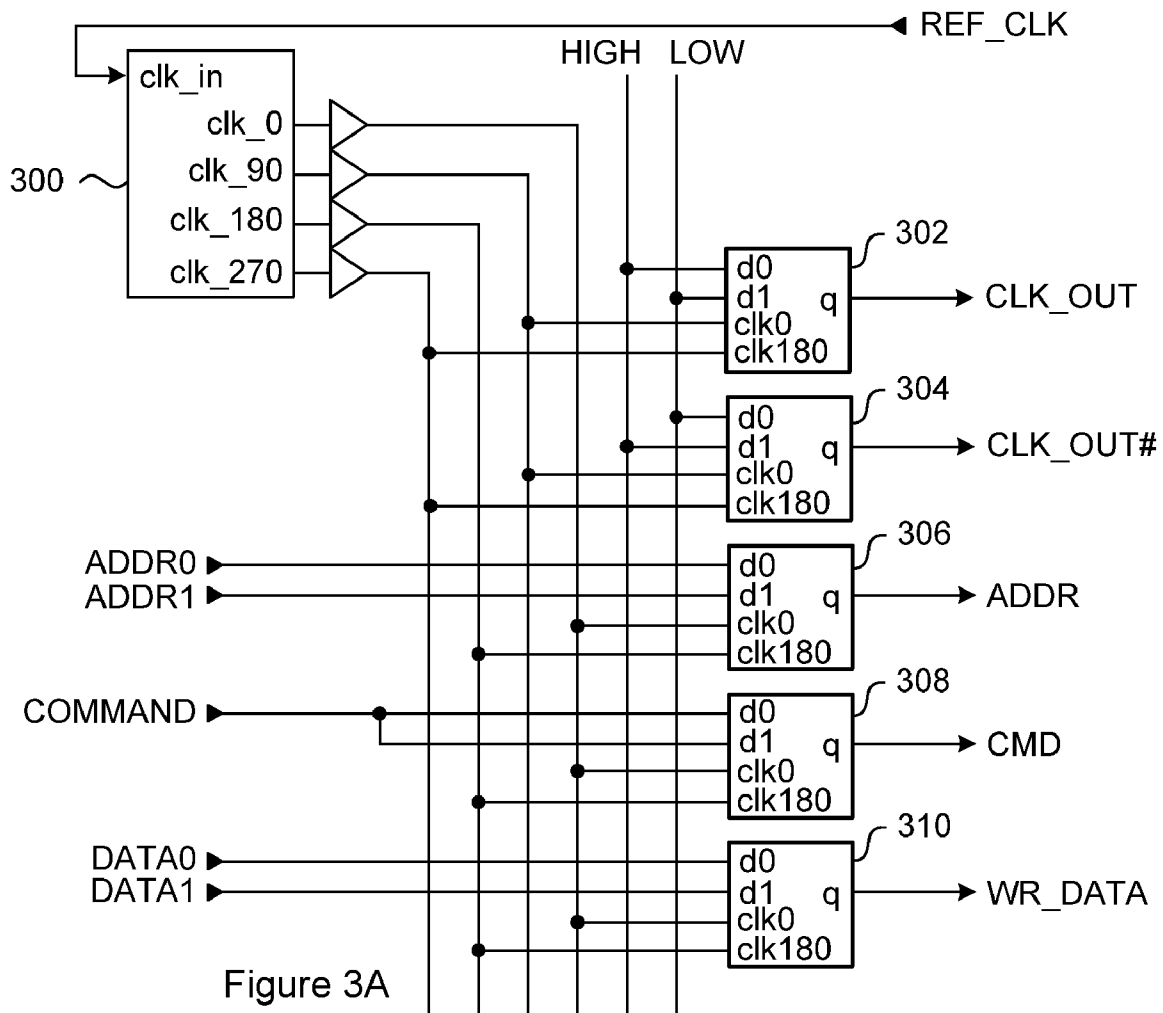 REF_CLK
HIGH LOW
clk_in
clk_0
clk_90
clk_180
clk_270
300
302
d0
d1
clk0
clk180
q
CLK_OUT
304
d0
d1
clk0
clk180
q
CLK_OUT#
ADDR0
ADDR1
306
d0
d1
clk0
clk180
q
ADDR
COMMAND
308
d0
d1
clk0
clk180
q
CMD
DATA0
DATA1
310
d0
d1
clk0
clk180
q
WR_DATA
Figure 3A